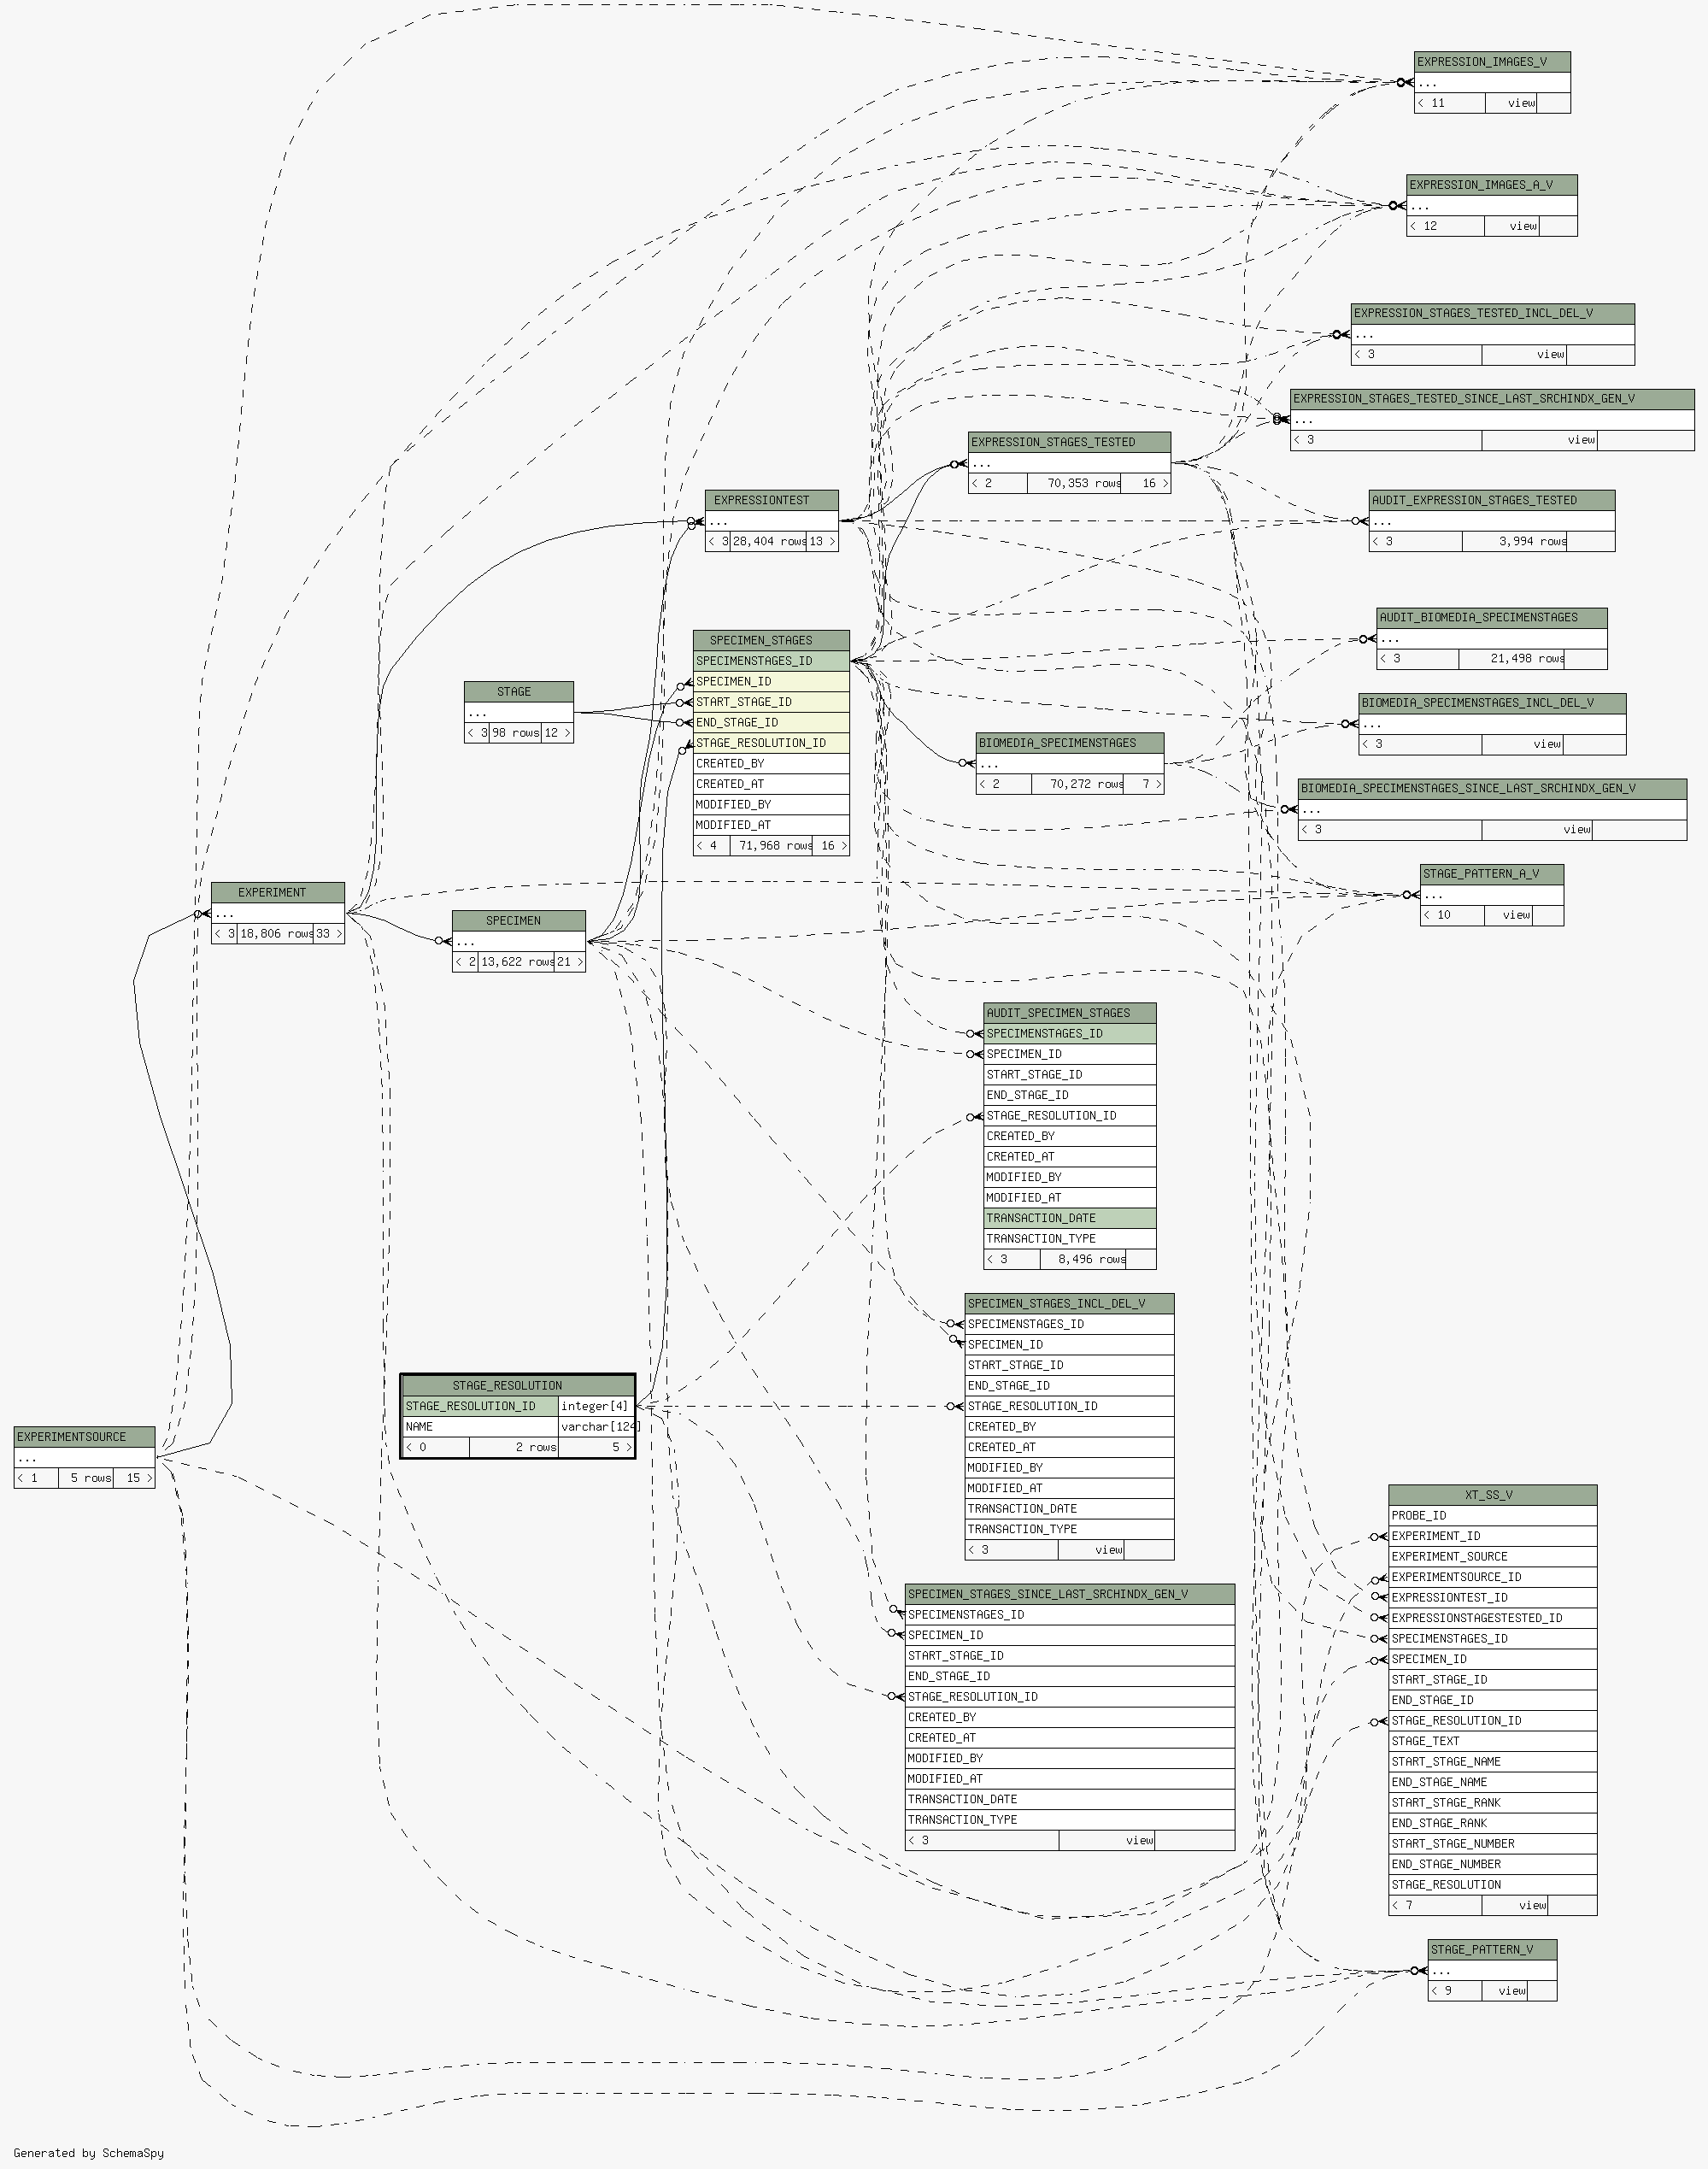 EXPRESSION_IMAGES_V
...
< 11 view
EXPRESSION_IMAGES_A_V
...
< 12 view
EXPRESSION_STAGES_TESTED_INCL_DEL_V
...
< 3 view
EXPRESSION_STAGES_TESTED_SINCE_LAST_SRCHINDX_GEN_V
...
< 3 view
EXPRESSION_STAGES_TESTED
...
< 2 70,353 rows 16 >
EXPRESSIONTEST
...
< 3 28,404 rows 13 >
AUDIT_EXPRESSION_STAGES_TESTED
...
< 3 3,994 rows
AUDIT_BIOMEDIA_SPECIMENSTAGES
...
< 3 21,498 rows
SPECIMEN_STAGES
SPECIMENSTAGES_ID
SPECIMEN_ID
START_STAGE_ID
END_STAGE_ID
STAGE_RESOLUTION_ID
CREATED_BY
CREATED_AT
MODIFIED_BY
MODIFIED_AT
< 4 71,968 rows 16 >
STAGE
...
< 3 98 rows 12 >
BIOMEDIA_SPECIMENSTAGES_INCL_DEL_V
...
< 3 view
BIOMEDIA_SPECIMENSTAGES
...
< 2 70,272 rows 7 >
BIOMEDIA_SPECIMENSTAGES_SINCE_LAST_SRCHINDX_GEN_V
...
< 3 view
STAGE_PATTERN_A_V
...
< 10 view
EXPERIMENT
...
< 3 18,806 rows 33 >
SPECIMEN
...
< 2 13,622 rows 21 >
AUDIT_SPECIMEN_STAGES
SPECIMENSTAGES_ID
SPECIMEN_ID
START_STAGE_ID
END_STAGE_ID
STAGE_RESOLUTION_ID
CREATED_BY
CREATED_AT
MODIFIED_BY
MODIFIED_AT
TRANSACTION_DATE
TRANSACTION_TYPE
< 3 8,496 rows
SPECIMEN_STAGES_INCL_DEL_V
SPECIMENSTAGES_ID
SPECIMEN_ID
START_STAGE_ID
END_STAGE_ID
STAGE_RESOLUTION_ID
CREATED_BY
CREATED_AT
MODIFIED_BY
MODIFIED_AT
TRANSACTION_DATE
TRANSACTION_TYPE
< 3 view
STAGE_RESOLUTION
STAGE_RESOLUTION_ID integer[4]
NAME varchar[124]
< 0 2 rows 5 >
EXPERIMENTSOURCE
...
< 1 5 rows 15 >
SPECIMEN_STAGES_SINCE_LAST_SRCHINDX_GEN_V
SPECIMENSTAGES_ID
SPECIMEN_ID
START_STAGE_ID
END_STAGE_ID
STAGE_RESOLUTION_ID
CREATED_BY
CREATED_AT
MODIFIED_BY
MODIFIED_AT
TRANSACTION_DATE
TRANSACTION_TYPE
< 3 view
XT_SS_V
PROBE_ID
EXPERIMENT_ID
EXPERIMENT_SOURCE
EXPERIMENTSOURCE_ID
EXPRESSIONTEST_ID
EXPRESSIONSTAGESTESTED_ID
SPECIMENSTAGES_ID
SPECIMEN_ID
START_STAGE_ID
END_STAGE_ID
STAGE_RESOLUTION_ID
STAGE_TEXT
START_STAGE_NAME
END_STAGE_NAME
START_STAGE_RANK
END_STAGE_RANK
START_STAGE_NUMBER
END_STAGE_NUMBER
STAGE_RESOLUTION
< 7 view
STAGE_PATTERN_V
...
< 9 view
Generated by SchemaSpy